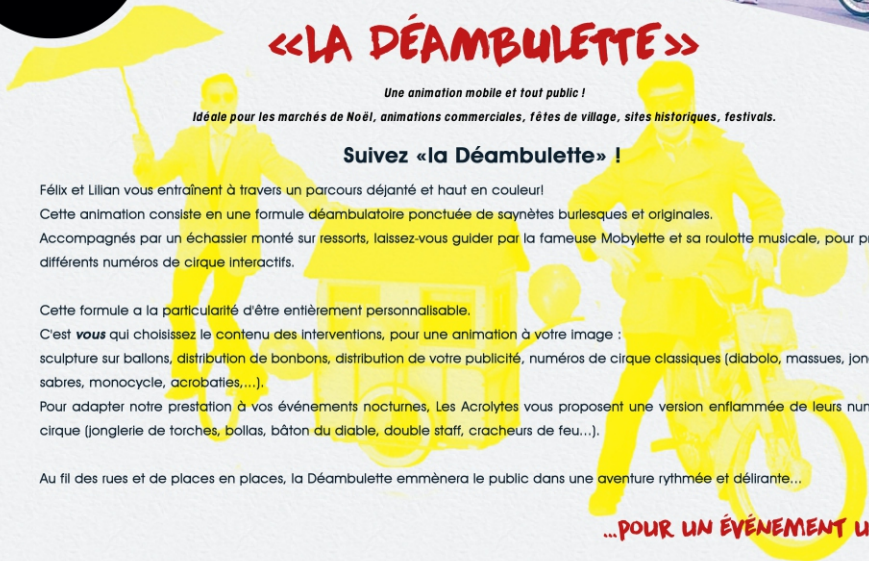 «LA DÉAMBULETTE»
Une animation mobile et tout public !
Idéale pour les marchés de Noël, animations commerciales, fêtes de village, sites historiques, festivals.
Suivez «la Déambulette» !
Félix et Lilian vous entraînent à travers un parcours déjanté et haut en couleur!
Cette animation consiste en une formule déambulatoire ponctuée de saynètes burlesques et originales.
Accompagnés par un échassier monté sur ressorts, laissez-vous guider par la fameuse Mobylette et sa roulotte musicale, pour
différents numéros de cirque interactifs.
Cette formule a la particularité d'être entièrement personnalisable.
C'est vous qui choisissez le contenu des interventions, pour une animation à votre image :
sculpture sur ballons, distribution de bonbons, distribution de votre publicité, numéros de cirque classiques (diabolo, massues,
sabres, monocycle, acrobaties,...).
Pour adapter notre prestation à vos événements nocturnes, Les Acrolytes vous proposent une version enflammée de leurs
cirque (jonglerie de torches, bollas, bâton du diable, double staff, cracheurs de feu...).
Au fil des rues et de places en places, la Déambulette emmènera le public dans une aventure rythmée et délirante...
...POUR UN ÉVÉNEMENT